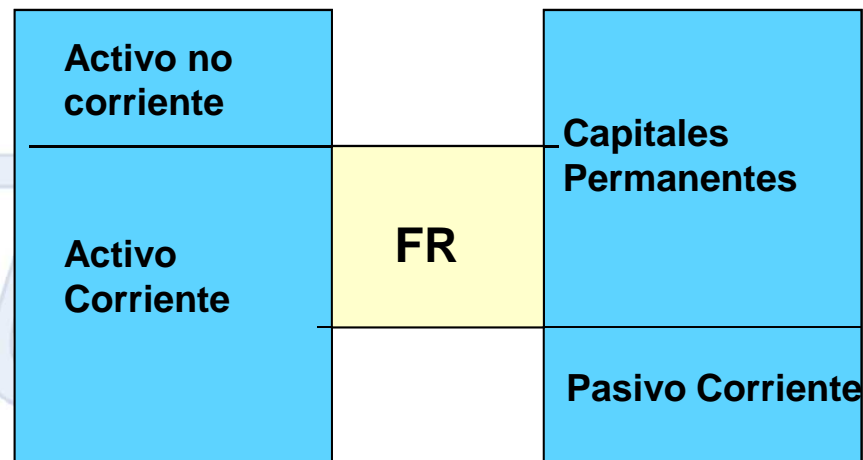 Activo no
corriente
Activo
Corriente
FR
Capitales
Permanentes
Pasivo Corriente